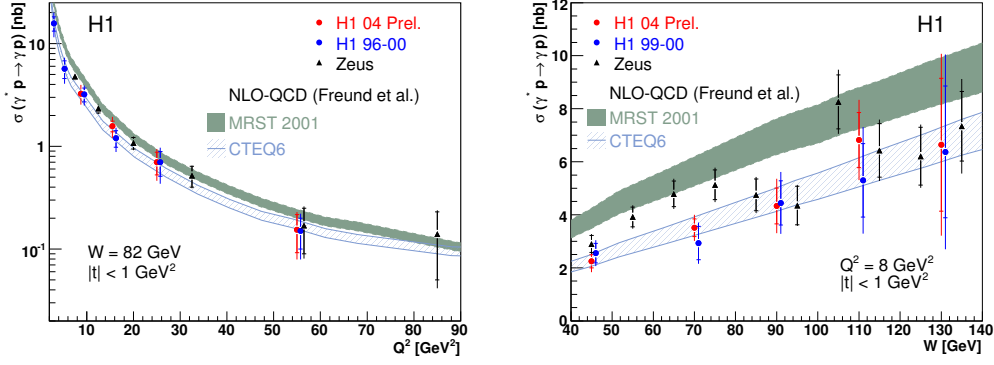 σ (γ* p → γ p) [nb]
H1
H1 04 Prel.
H1 96-00
Zeus
NLO-QCD (Freund et al.)
MRST 2001
CTEQ6
W = 82 GeV
|t| < 1 GeV²
10
1
10⁻¹
10 20 30 40 50 60 70 80 90
Q² [GeV²]
σ (γ* p → γ p) [nb]
H1
H1 04 Prel.
H1 99-00
Zeus
NLO-QCD (Freund et al.)
MRST 2001
CTEQ6
Q² = 8 GeV²
|t| < 1 GeV²
12
10
8
6
4
2
0
40 50 60 70 80 90 100 110 120 130 140
W [GeV]